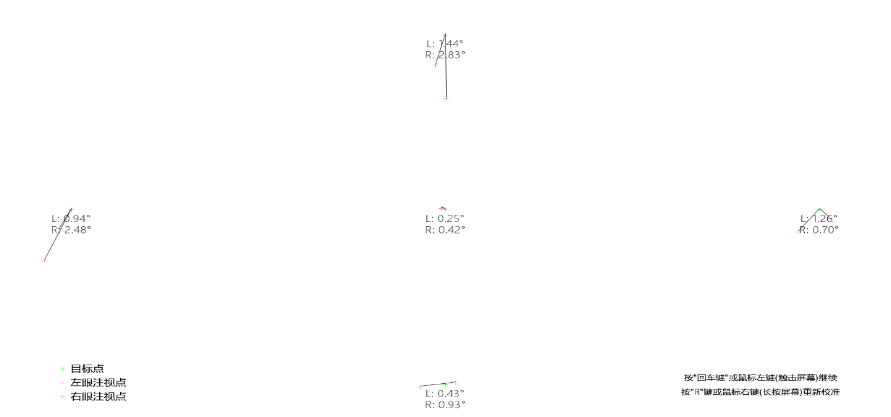 L: 1.44°
R: 2.83°
L: 0.94°
R: 2.48°
L: 0.25°
R: 0.42°
L: 1.26°
R: 0.70°
目标点
左眼注视点
右眼注视点
L: 0.43°
R: 0.93°
按"回车键"或鼠标左键(触击屏幕)继续
按"R"键或鼠标右键(长按屏幕)重新校准